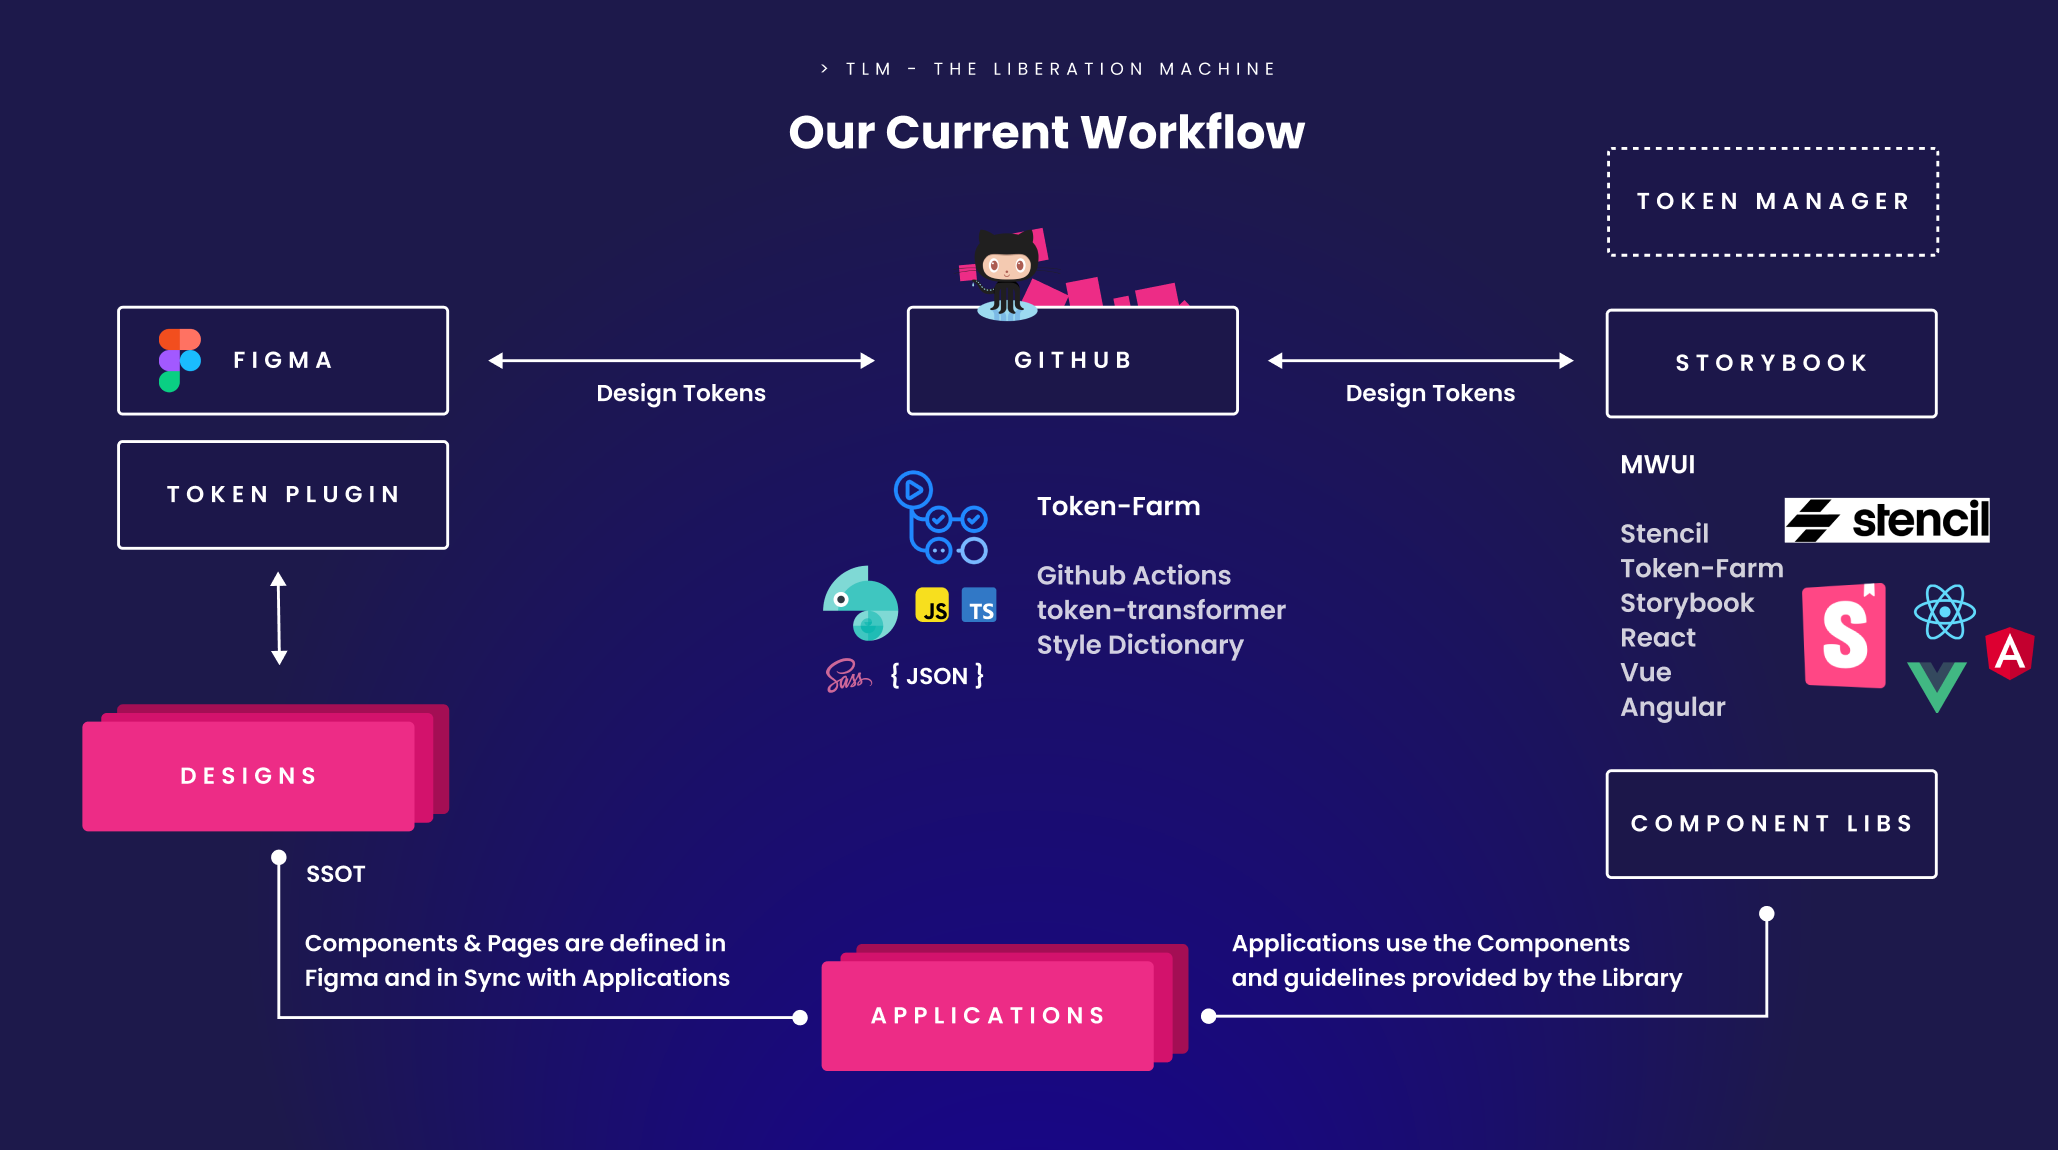 > TLM - THE LIBERATION MACHINE
Our Current Workflow
TOKEN MANAGER
FIGMA
Design Tokens
GITHUB
Design Tokens
STORYBOOK
TOKEN PLUGIN
Token-Farm
Github Actions
token-transformer
Style Dictionary
JS
TS
Sass
{ JSON }
MWUI
Stencil
Token-Farm
Storybook
React
Vue
Angular
stencil
S
A
DESIGNS
COMPONENT LIBS
SSOT
Components & Pages are defined in
Figma and in Sync with Applications
APPLICATIONS
Applications use the Components
and guidelines provided by the Library